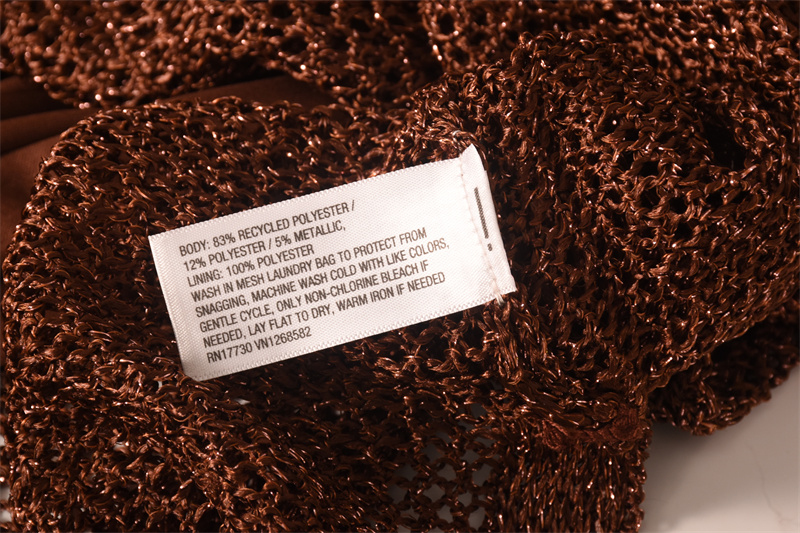 BODY: 83% RECYCLED POLYESTER /
12% POLYESTER / 5% METALLIC,
LINING: 100% POLYESTER
WASH IN MESH LAUNDRY BAG TO PROTECT FROM
SNAGGING, MACHINE WASH COLD WITH LIKE COLORS,
GENTLE CYCLE, ONLY NON-CHLORINE BLEACH IF
NEEDED, LAY FLAT TO DRY, WARM IRON IF NEEDED
RN17730 VN1268582